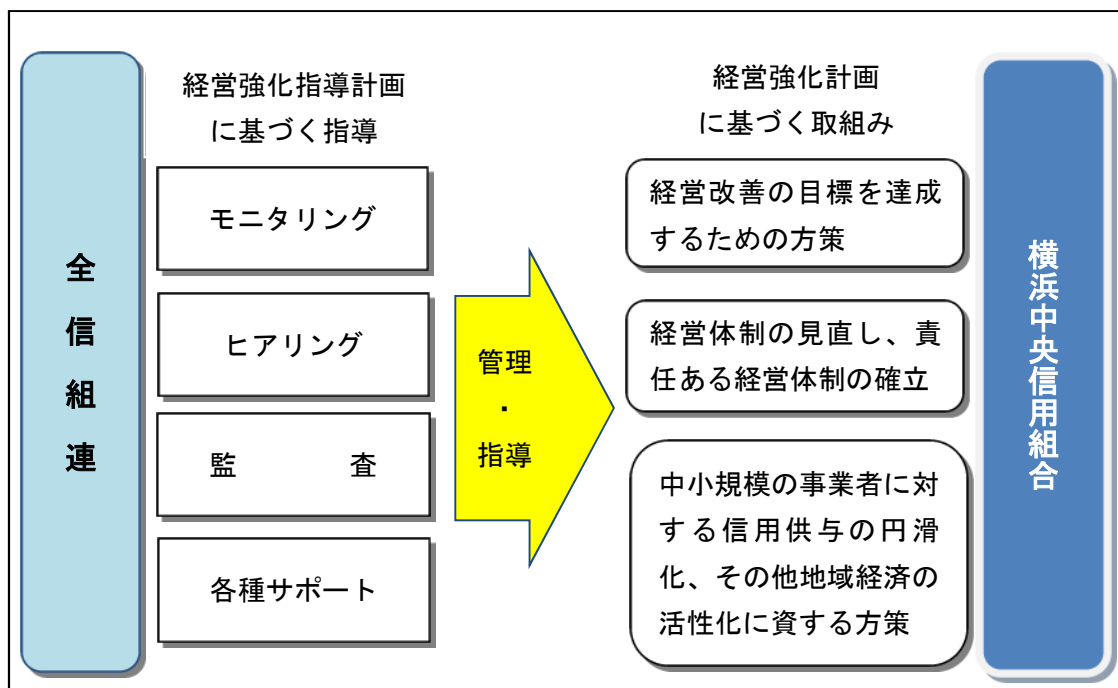 全信組連
経営強化指導計画
に基づく指導
モニタリング
ヒアリング
監査
各種サポート
管理
・
指導
経営強化計画
に基づく取組み
経営改善の目標を達成
するための方策
経営体制の見直し、責
任ある経営体制の確立
中小規模の事業者に対
する信用供与の円滑
化、その他地域経済の
活性化に資する方策
横浜中央信用組合